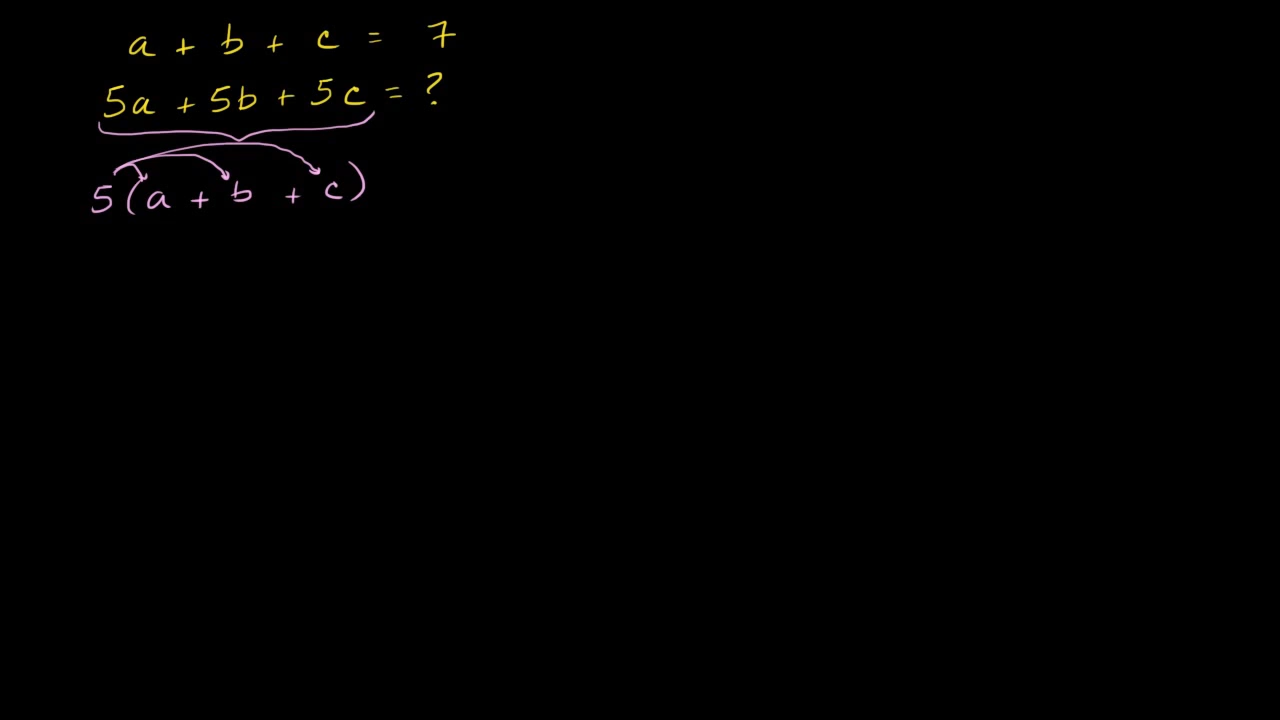 a + b + c = 7
5a + 5b + 5c = ?
5(a + b + c)